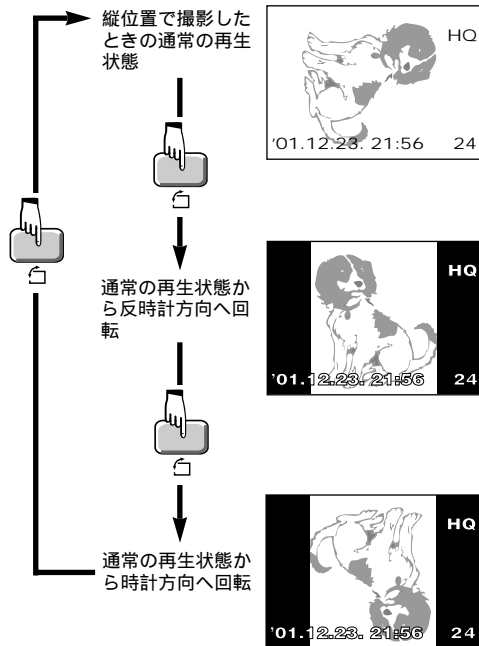 縦位置で撮影した
ときの通常の再生
状態
HQ
'01.12.23. 21:56 24
通常の再生状態か
ら反時計方向へ回
転
HQ
'01.12.23. 21:56 24
通常の再生状態か
ら時計方向へ回転
HQ
'01.12.23. 21:56 24